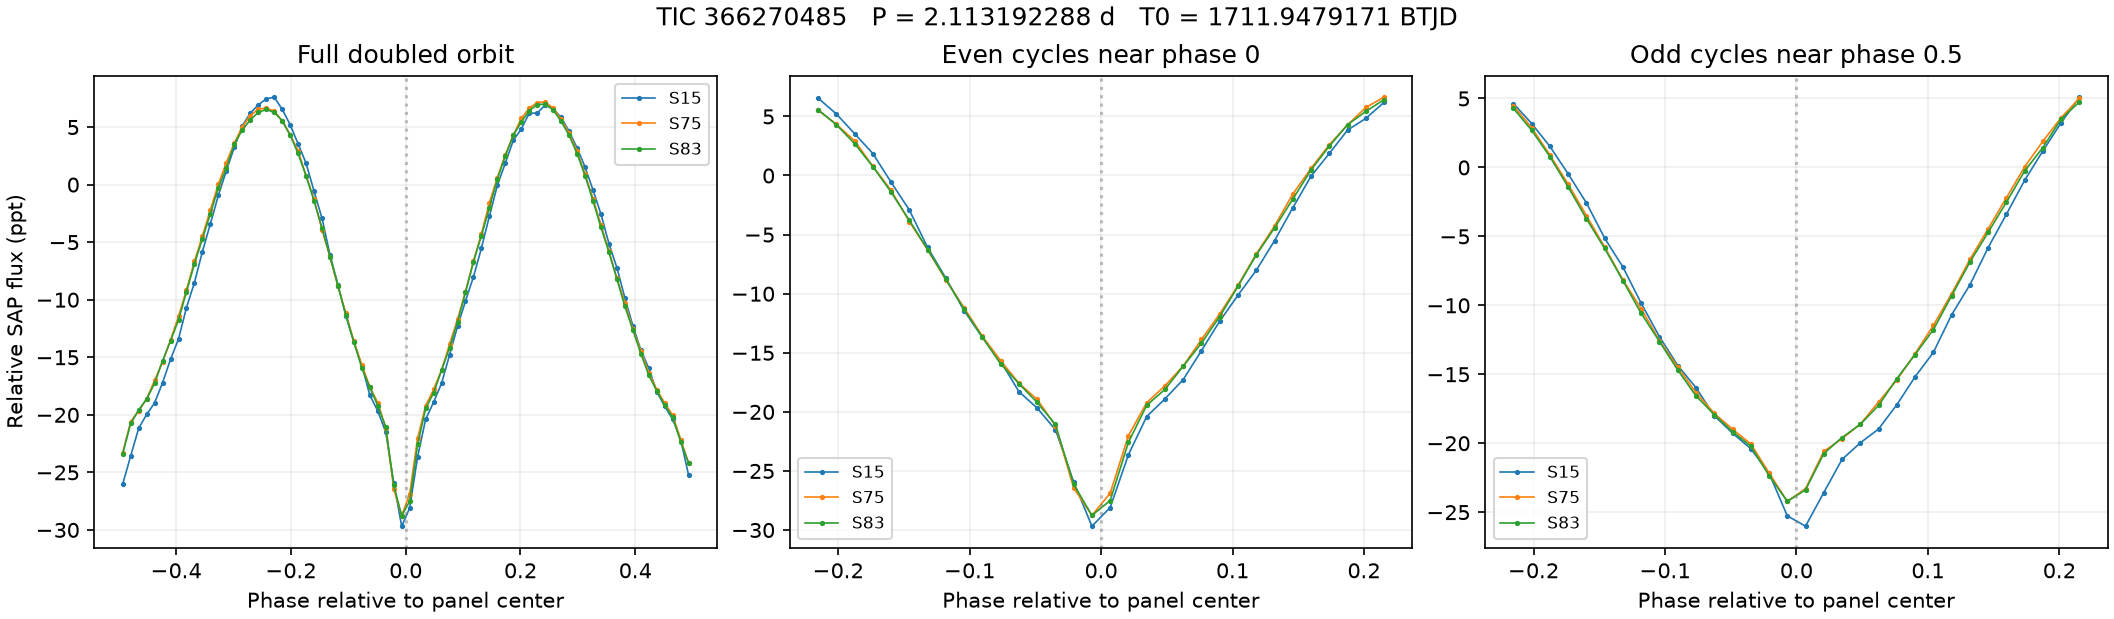 TIC 366270485   P = 2.113192288 d   T0 = 1711.9479171 BTJD
Full doubled orbit
Relative SAP flux (ppt)
5
0
−5
−10
−15
−20
−25
−30
−0.4
−0.2
0.0
0.2
0.4
Phase relative to panel center
S15
S75
S83
Even cycles near phase 0
5
0
−5
−10
−15
−20
−25
−30
−0.2
−0.1
0.0
0.1
0.2
Phase relative to panel center
S15
S75
S83
Odd cycles near phase 0.5
5
0
−5
−10
−15
−20
−25
−0.2
−0.1
0.0
0.1
0.2
Phase relative to panel center
S15
S75
S83